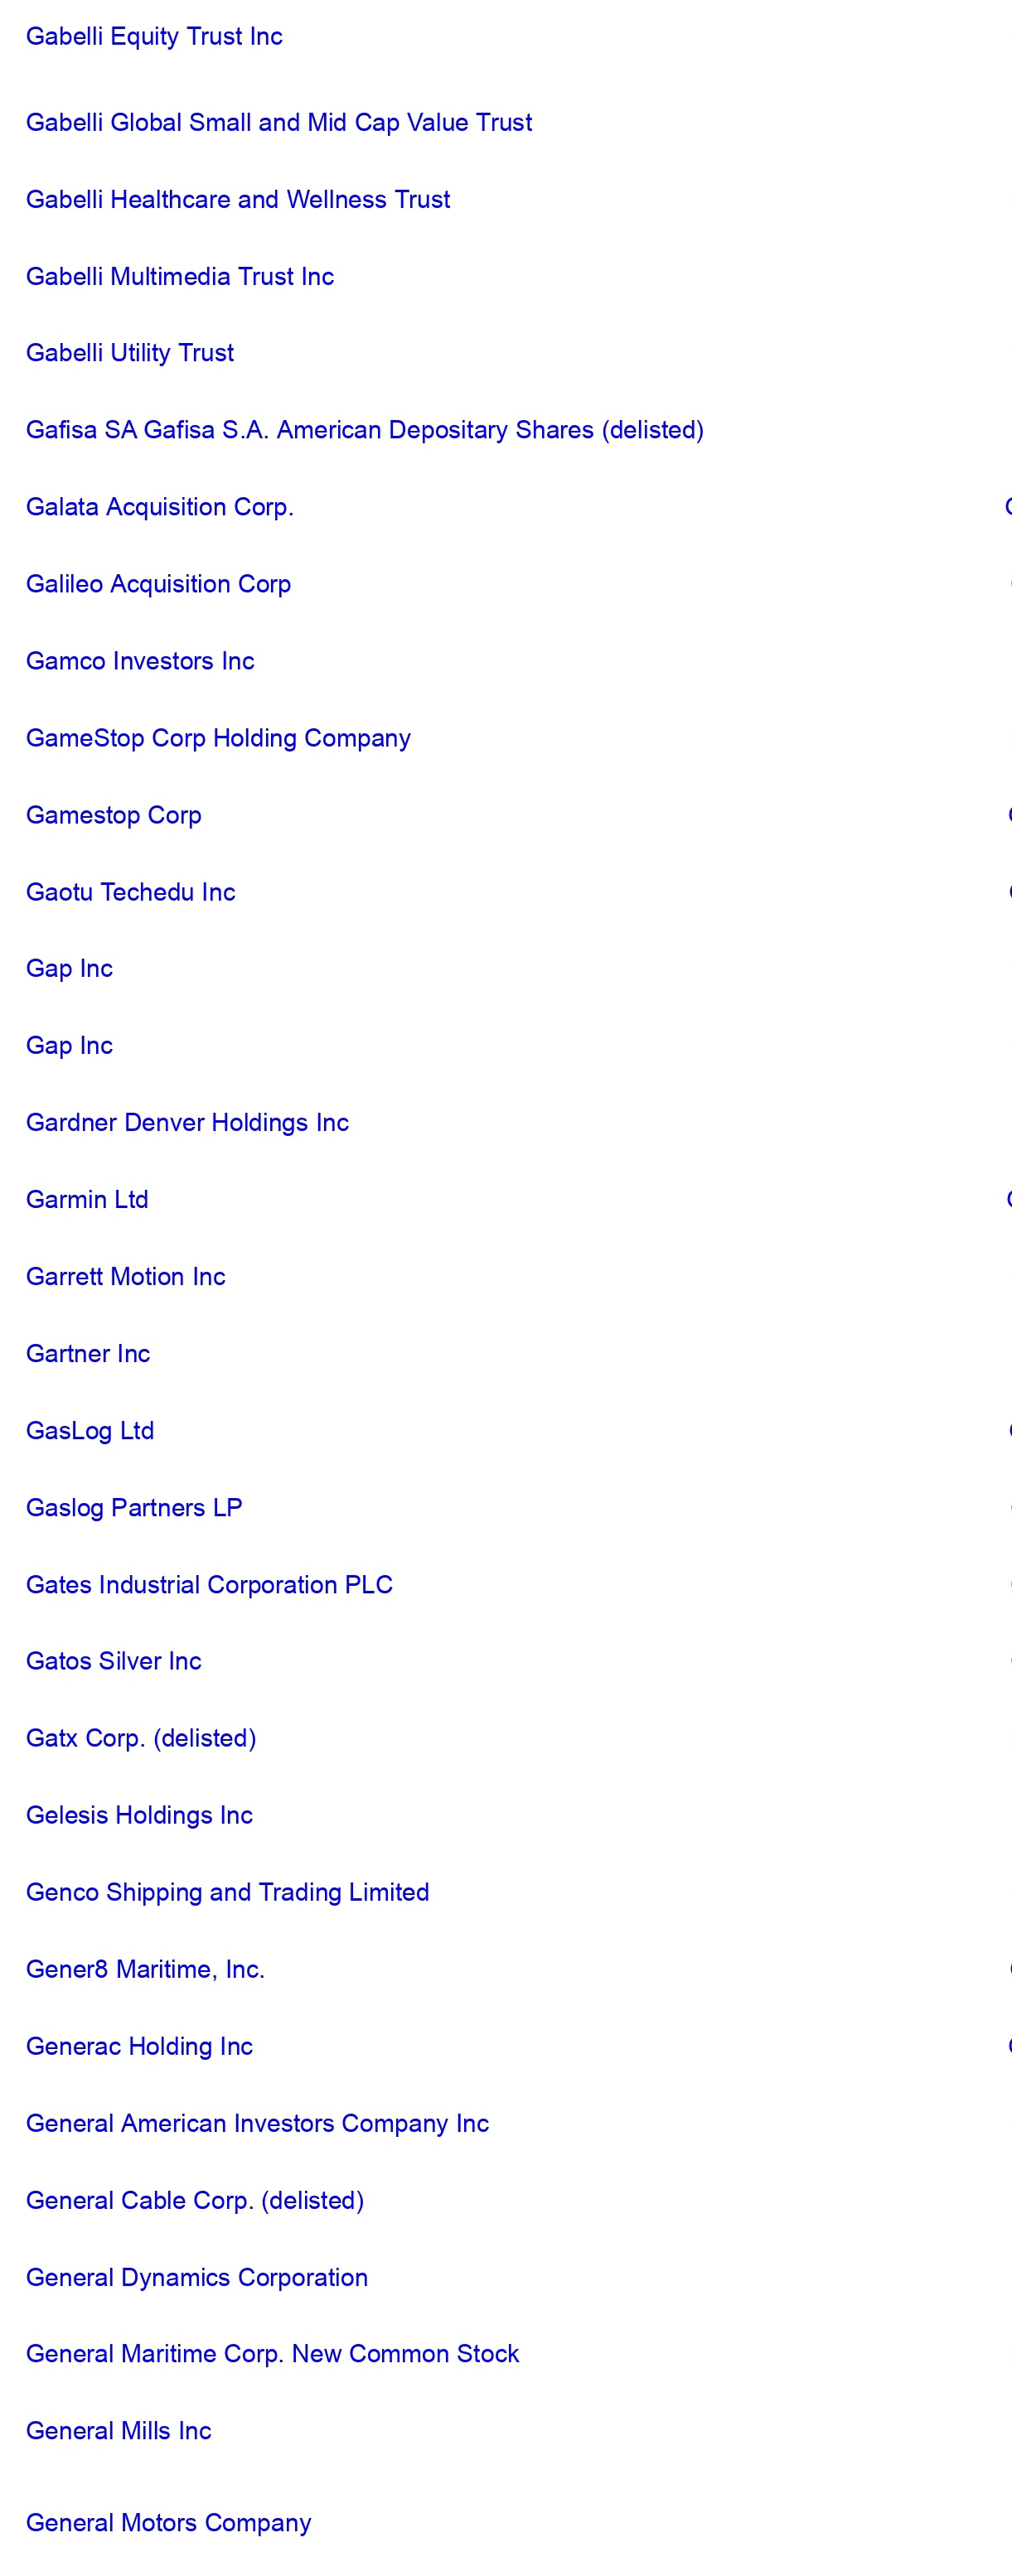 Gabelli Equity Trust Inc
Gabelli Global Small and Mid Cap Value Trust
Gabelli Healthcare and Wellness Trust
Gabelli Multimedia Trust Inc
Gabelli Utility Trust
Gafisa SA Gafisa S.A. American Depositary Shares (delisted)
Galata Acquisition Corp.
Galileo Acquisition Corp
Gamco Investors Inc
GameStop Corp Holding Company
Gamestop Corp
Gaotu Techedu Inc
Gap Inc
Gap Inc
Gardner Denver Holdings Inc
Garmin Ltd
Garrett Motion Inc
Gartner Inc
GasLog Ltd
Gaslog Partners LP
Gates Industrial Corporation PLC
Gatos Silver Inc
Gatx Corp. (delisted)
Gelesis Holdings Inc
Genco Shipping and Trading Limited
Gener8 Maritime, Inc.
Generac Holding Inc
General American Investors Company Inc
General Cable Corp. (delisted)
General Dynamics Corporation
General Maritime Corp. New Common Stock
General Mills Inc
General Motors Company